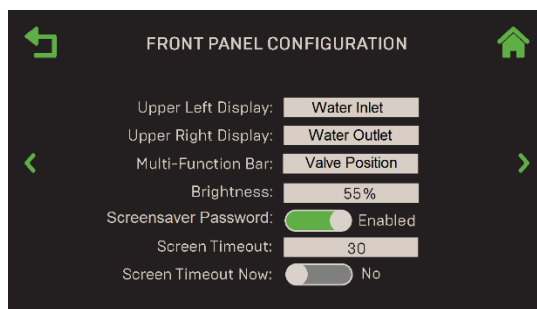 FRONT PANEL CONFIGURATION
Upper Left Display: Water Inlet
Upper Right Display: Water Outlet
Multi-Function Bar: Valve Position
Brightness: 55%
Screensaver Password: Enabled
Screen Timeout: 30
Screen Timeout Now: No